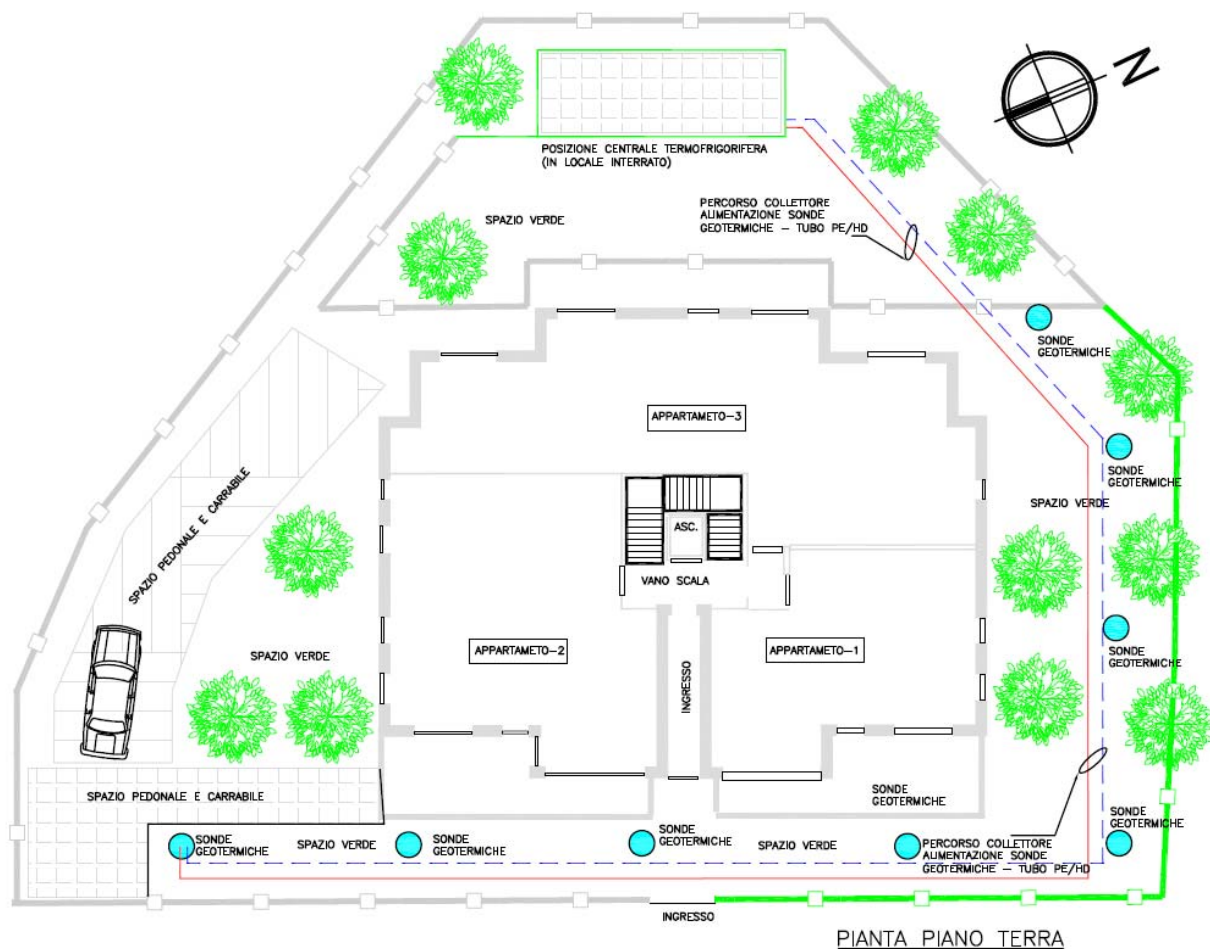 N
POSIZIONE CENTRALE TERMOFRIGORIFERA
(IN LOCALE INTERRATO)
PERCORSO COLLETTORE
ALIMENTAZIONE SONDE
GEOTERMICHE – TUBO PE/HD
SPAZIO VERDE
SONDE
GEOTERMICHE
APPARTAMETO-3
SONDE
GEOTERMICHE
SPAZIO VERDE
SPAZIO PEDONALE E CARRABILE
ASC.
VANO SCALA
SPAZIO VERDE
APPARTAMETO-2
INGRESSO
APPARTAMETO-1
SONDE
GEOTERMICHE
SPAZIO PEDONALE E CARRABILE
SONDE
GEOTERMICHE
SONDE
GEOTERMICHE
SONDE
GEOTERMICHE
SPAZIO VERDE
SONDE
GEOTERMICHE
SONDE
GEOTERMICHE
SPAZIO VERDE
PERCORSO COLLETTORE
ALIMENTAZIONE SONDE
GEOTERMICHE – TUBO PE/HD
INGRESSO
PIANTA PIANO TERRA